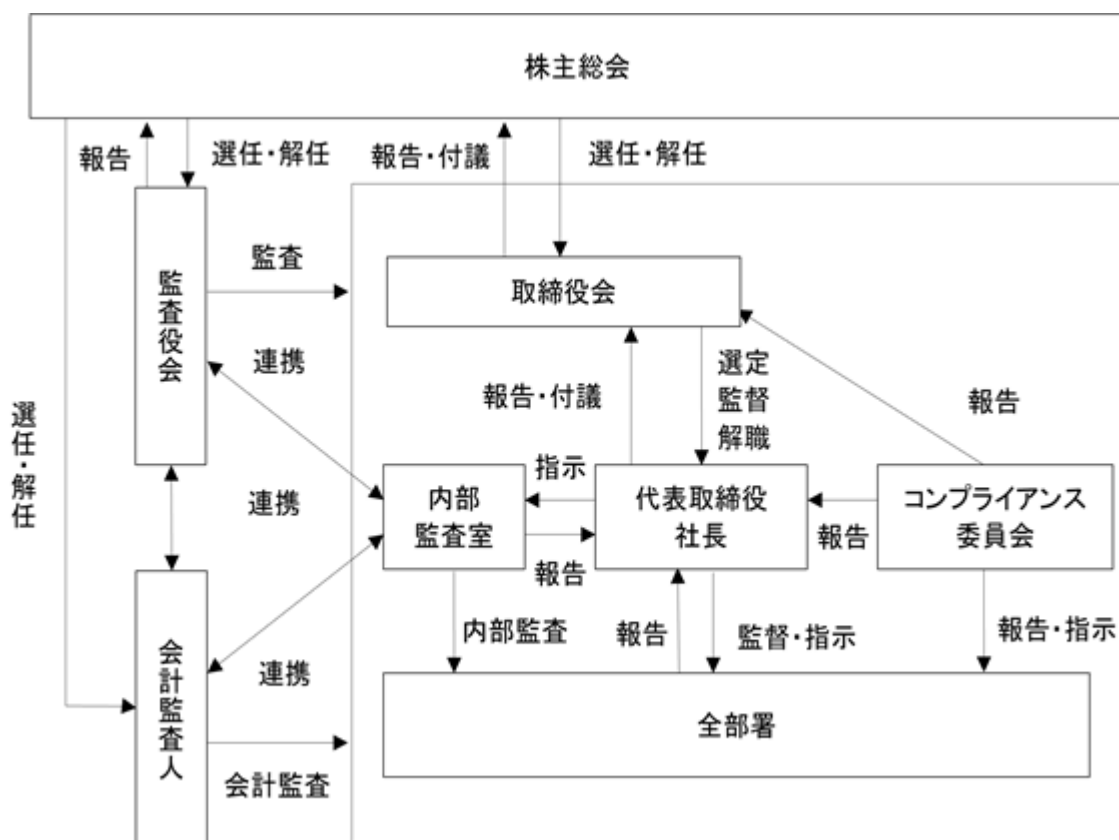 株主総会
報告
選任・解任
報告・付議
選任・解任
監査役会
監査
取締役会
連携
選定
監督
解職
報告・付議
報告
選任・解任
指示
連携
内部
監査室
代表取締役
社長
コンプライアンス
委員会
報告
報告
内部監査
報告
監督・指示
報告・指示
会計監査人
連携
全部署
会計監査